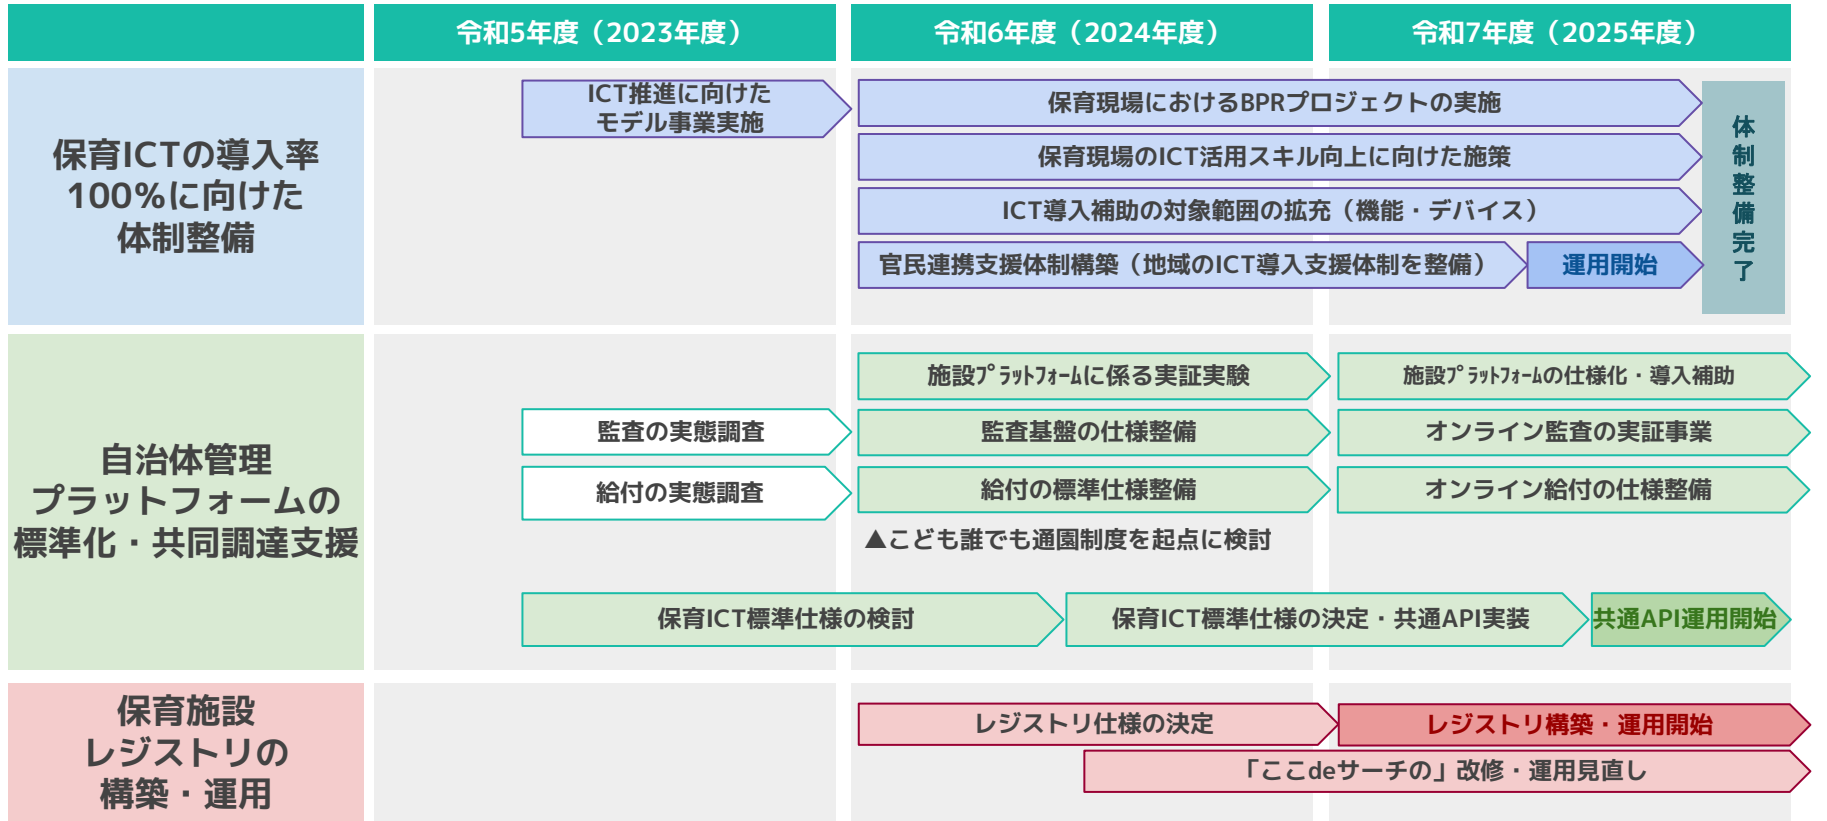 令和5年度（2023年度）
令和6年度（2024年度）
令和7年度（2025年度）
保育ICTの導入率
100%に向けた
体制整備
ICT推進に向けた
モデル事業実施
保育現場におけるBPRプロジェクトの実施
保育現場のICT活用スキル向上に向けた施策
ICT導入補助の対象範囲の拡充（機能・デバイス）
官民連携支援体制構築（地域のICT導入支援体制を整備）
運用開始
体制整備完了
自治体管理
プラットフォームの
標準化・共同調達支援
施設ﾌﾟﾗｯﾄﾌｫｰﾑに係る実証実験
施設ﾌﾟﾗｯﾄﾌｫｰﾑの仕様化・導入補助
監査の実態調査
監査基盤の仕様整備
オンライン監査の実証事業
給付の実態調査
給付の標準仕様整備
オンライン給付の仕様整備
▲こども誰でも通園制度を起点に検討
保育ICT標準仕様の検討
保育ICT標準仕様の決定・共通API実装
共通API運用開始
保育施設
レジストリの
構築・運用
レジストリ仕様の決定
レジストリ構築・運用開始
「ここdeサーチの」改修・運用見直し